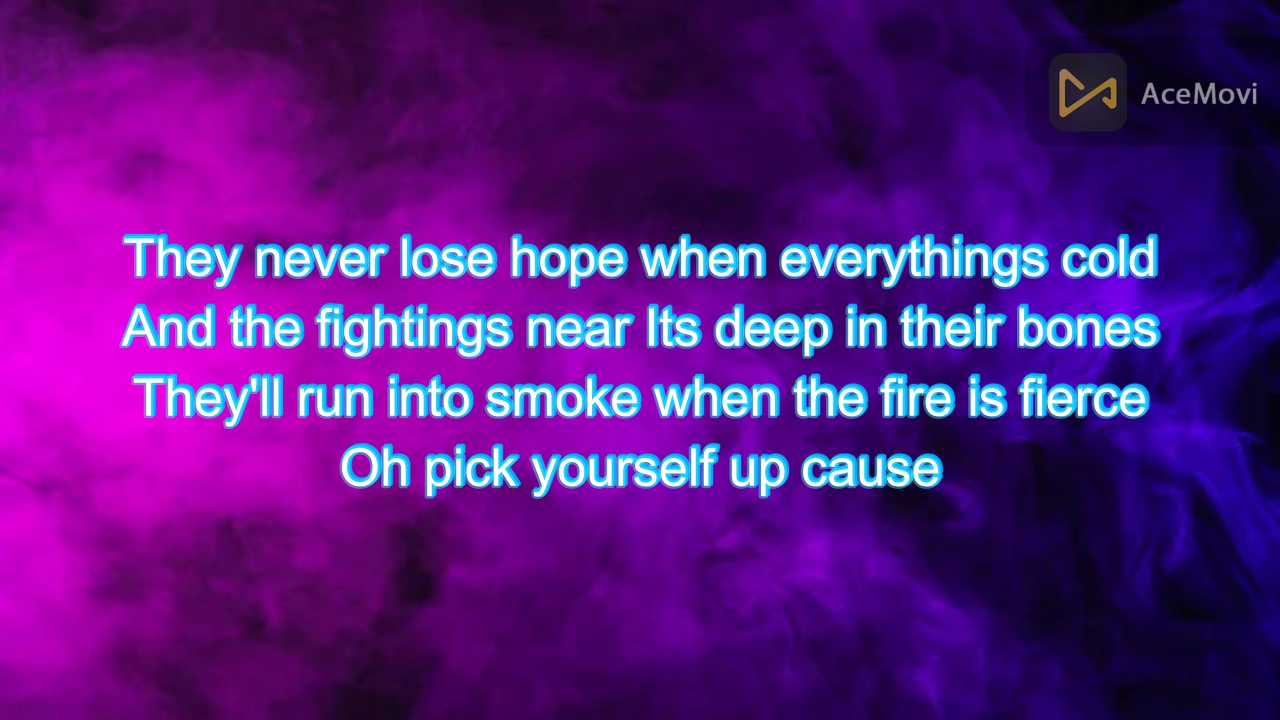 AceMovi
They never lose hope when everythings cold
And the fightings near Its deep in their bones
They'll run into smoke when the fire is fierce
Oh pick yourself up cause